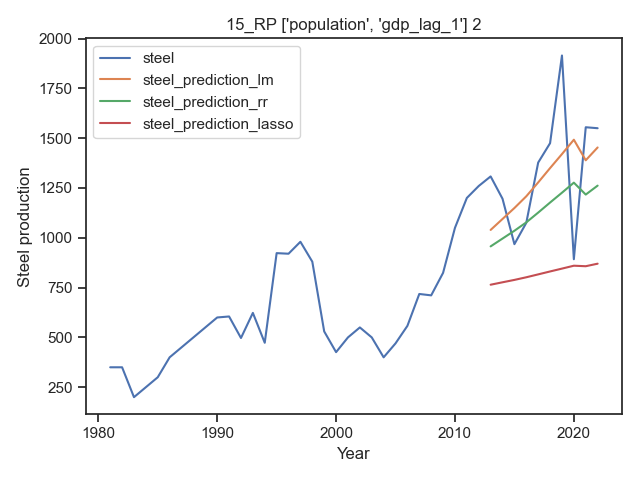 15_RP ['population', 'gdp_lag_1'] 2
steel
steel_prediction_lm
steel_prediction_rr
steel_prediction_lasso
Steel production
2000
1750
1500
1250
1000
750
500
250
1980
1990
2000
2010
2020
Year